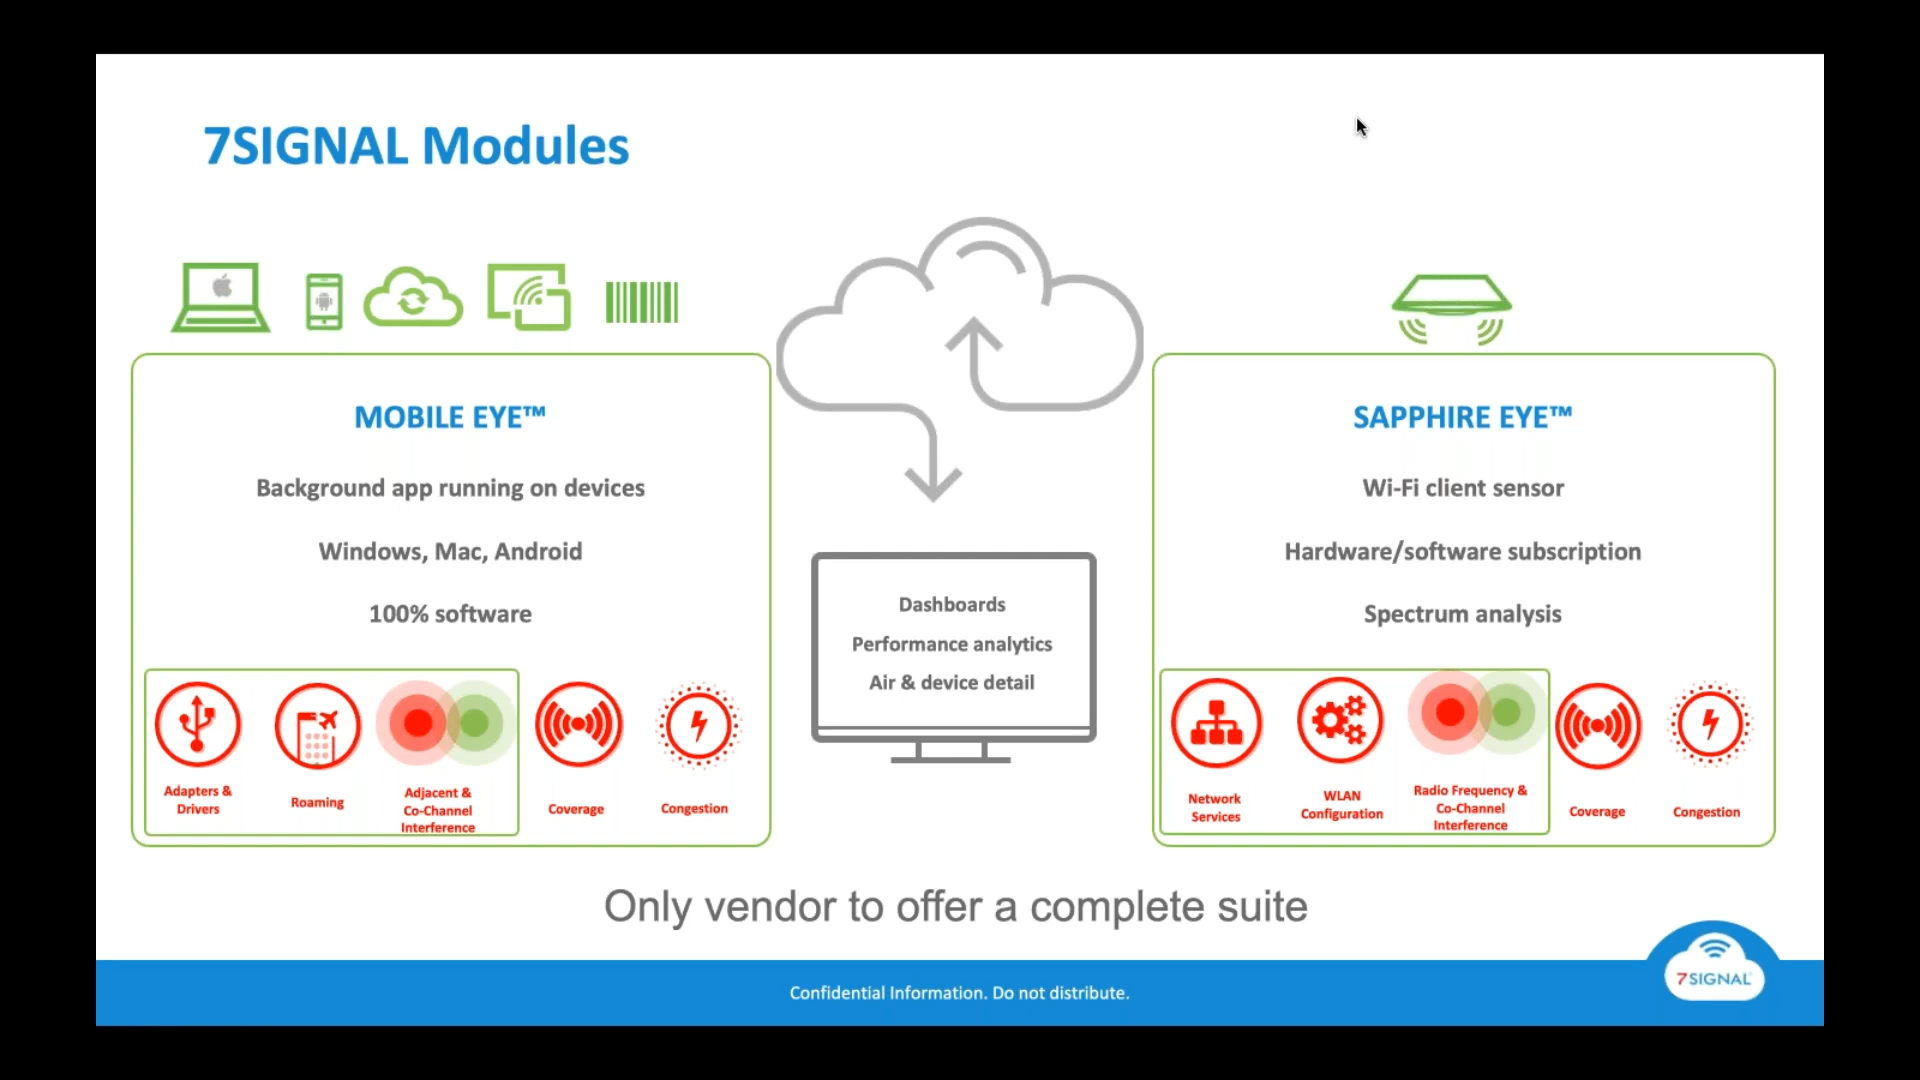 7SIGNAL Modules
MOBILE EYE™
Background app running on devices
Windows, Mac, Android
100% software
Adapters &
Drivers
Roaming
Adjacent &
Co-Channel
Interference
Coverage
Congestion
Dashboards
Performance analytics
Air & device detail
SAPPHIRE EYE™
Wi-Fi client sensor
Hardware/software subscription
Spectrum analysis
Network
Services
WLAN
Configuration
Radio Frequency &
Co-Channel
Interference
Coverage
Congestion
Only vendor to offer a complete suite
Confidential Information. Do not distribute.
7SIGNAL